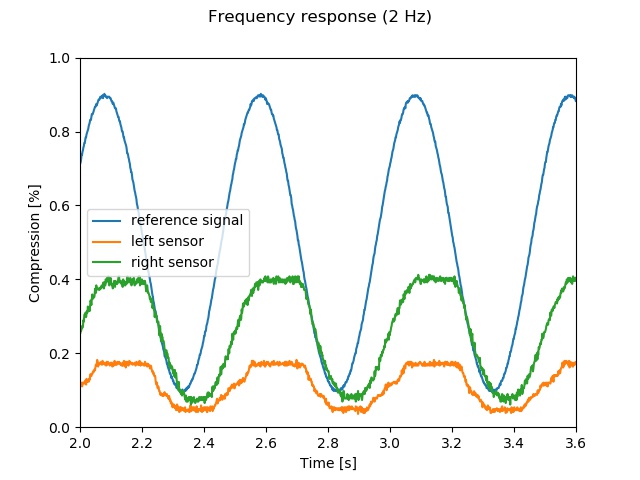 Frequency response (2 Hz)
1.0
0.8
0.6
0.4
0.2
0.0
Compression [%]
reference signal
left sensor
right sensor
2.0 2.2 2.4 2.6 2.8 3.0 3.2 3.4 3.6
Time [s]